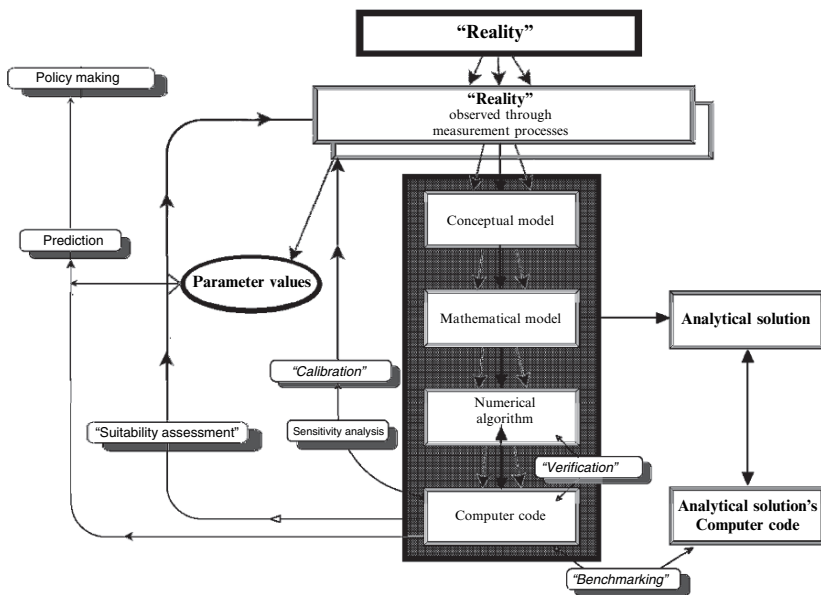 “Reality”
Policy making
“Reality”
observed through
measurement processes
Conceptual model
Prediction
Parameter values
Mathematical model
Analytical solution
“Calibration”
Numerical
algorithm
“Suitability assessment”
Sensitivity analysis
“Verification”
Computer code
Analytical solution’s
Computer code
“Benchmarking”